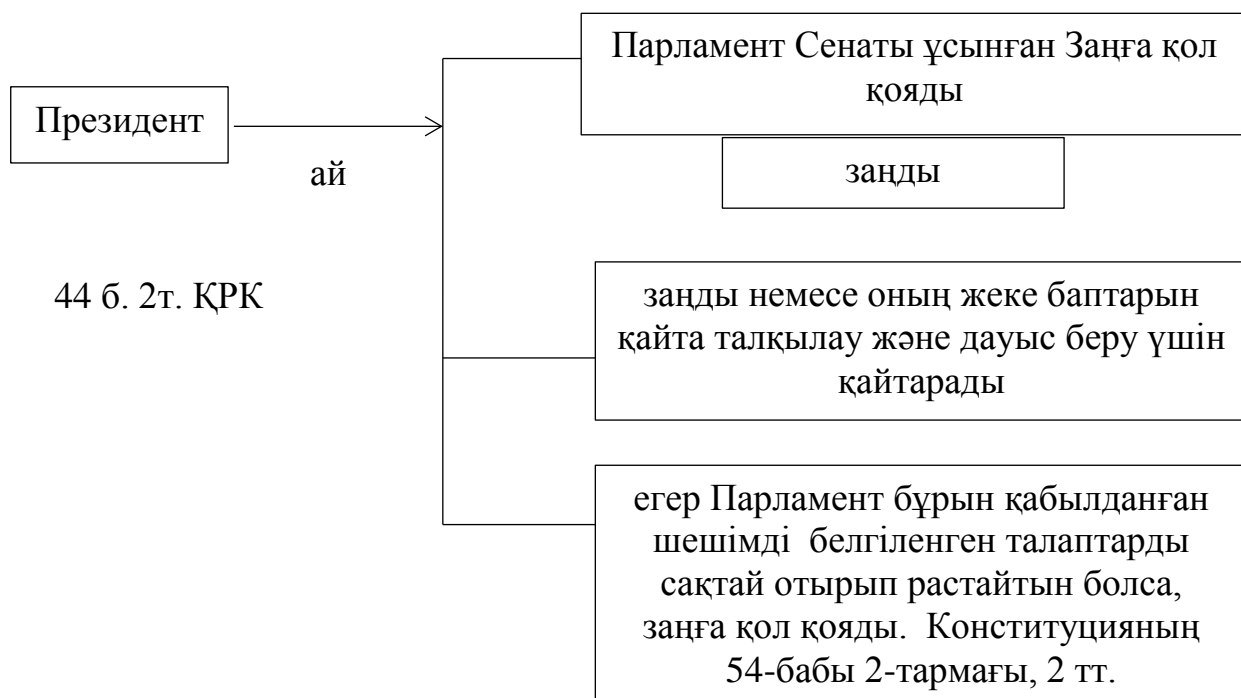 Парламент Сенаты ұсынған Заңға қол
қояды
Президент
ай
заңды
44 б. 2т. ҚРК
заңды немесе оның жеке баптарын
қайта талқылау және дауыс беру үшін
қайтарады
егер Парламент бұрын қабылданған
шешімді белгіленген талаптарды
сақтай отырып растайтын болса,
заңға қол қояды. Конституцияның
54-бабы 2-тармағы, 2 тт.